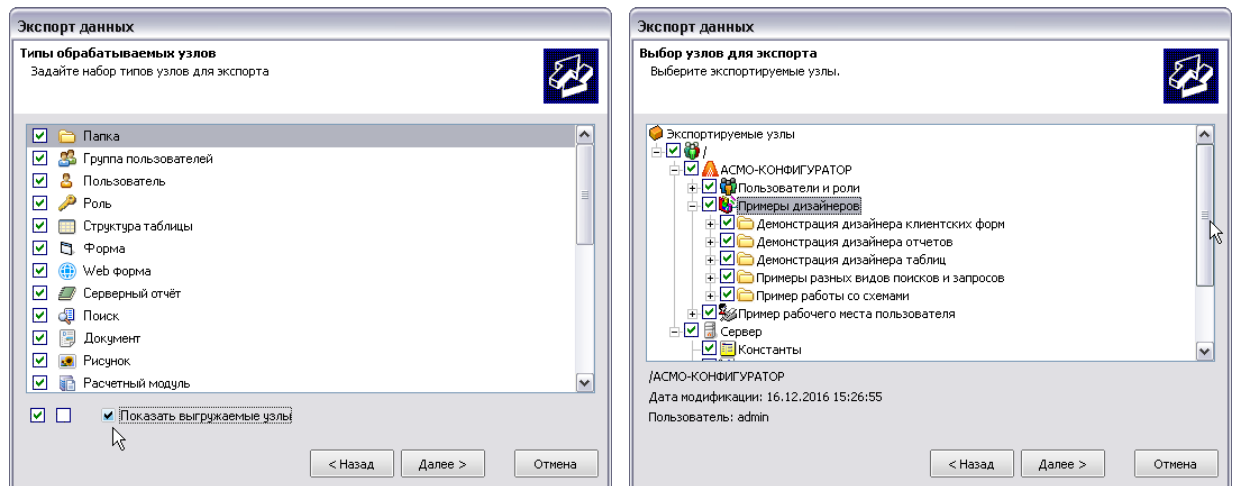 Экспорт данных
Типы обрабатываемых узлов
Задайте набор типов узлов для экспорта
Папка
Группа пользователей
Пользователь
Роль
Структура таблицы
Форма
Web форма
Серверный отчёт
Поиск
Документ
Рисунок
Расчетный модуль
Показать выгружаемые узлы
< Назад
Далее >
Отмена
Экспорт данных
Выбор узлов для экспорта
Выберите экспортируемые узлы.
Экспортируемые узлы
/
АСМО-КОНФИГУРАТОР
Пользователи и роли
Примеры дизайнеров
Демонстрация дизайнера клиентских форм
Демонстрация дизайнера отчетов
Демонстрация дизайнера таблиц
Примеры разных видов поисков и запросов
Пример работы со схемами
Пример рабочего места пользователя
Сервер
Константы
/АСМО-КОНФИГУРАТОР
Дата модификации: 16.12.2016 15:26:55
Пользователь: admin
< Назад
Далее >
Отмена